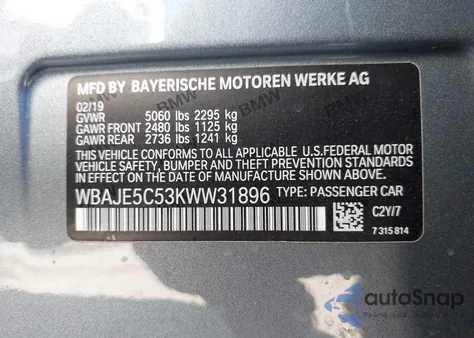 MFD BY BAYERISCHE MOTOREN WERKE AG
02/19
GVWR 5060 lbs 2295 kg
GAWR FRONT 2480 lbs 1125 kg
GAWR REAR 2736 lbs 1241 kg
THIS VEHICLE CONFORMS TO ALL APPLICABLE U.S.FEDERAL MOTOR
VEHICLE SAFETY, BUMPER AND THEFT PREVENTION STANDARDS
IN EFFECT ON THE DATE OF MANUFACTURE SHOWN ABOVE.
WBAJE5C53KWW31896 TYPE: PASSENGER CAR
C2Y/7
7 315 814
autoSnap